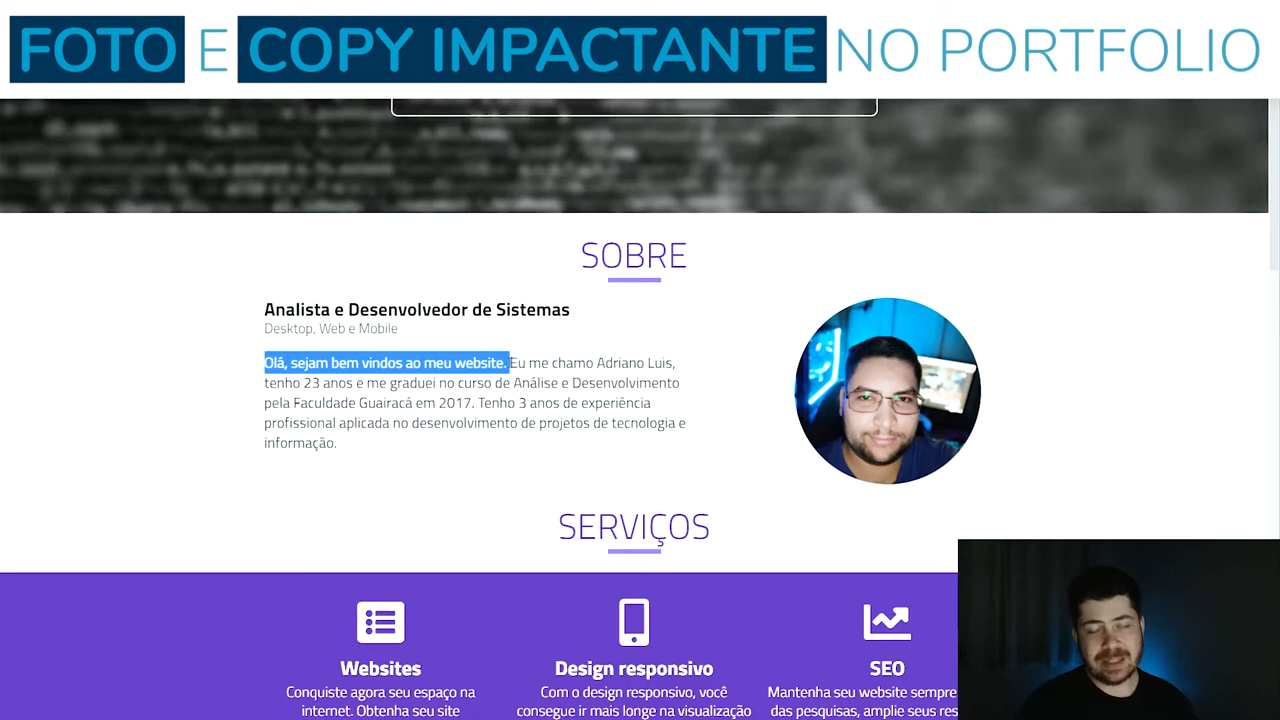 FOTO E COPY IMPACTANTE NO PORTFOLIO
SOBRE
Analista e Desenvolvedor de Sistemas
Desktop, Web e Mobile
Olá, sejam bem vindos ao meu website. Eu me chamo Adriano Luis,
tenho 23 anos e me graduei no curso de Análise e Desenvolvimento
pela Faculdade Guairacá em 2017. Tenho 3 anos de experiência
profissional aplicada no desenvolvimento de projetos de tecnologia e
informação.
SERVIÇOS
Websites
Conquiste agora seu espaço na
internet. Obtenha seu site
Design responsivo
Com o design responsivo, você
consegue ir mais longe na visualização
SEO
Mantenha seu website sempre
das pesquisas, amplie seus